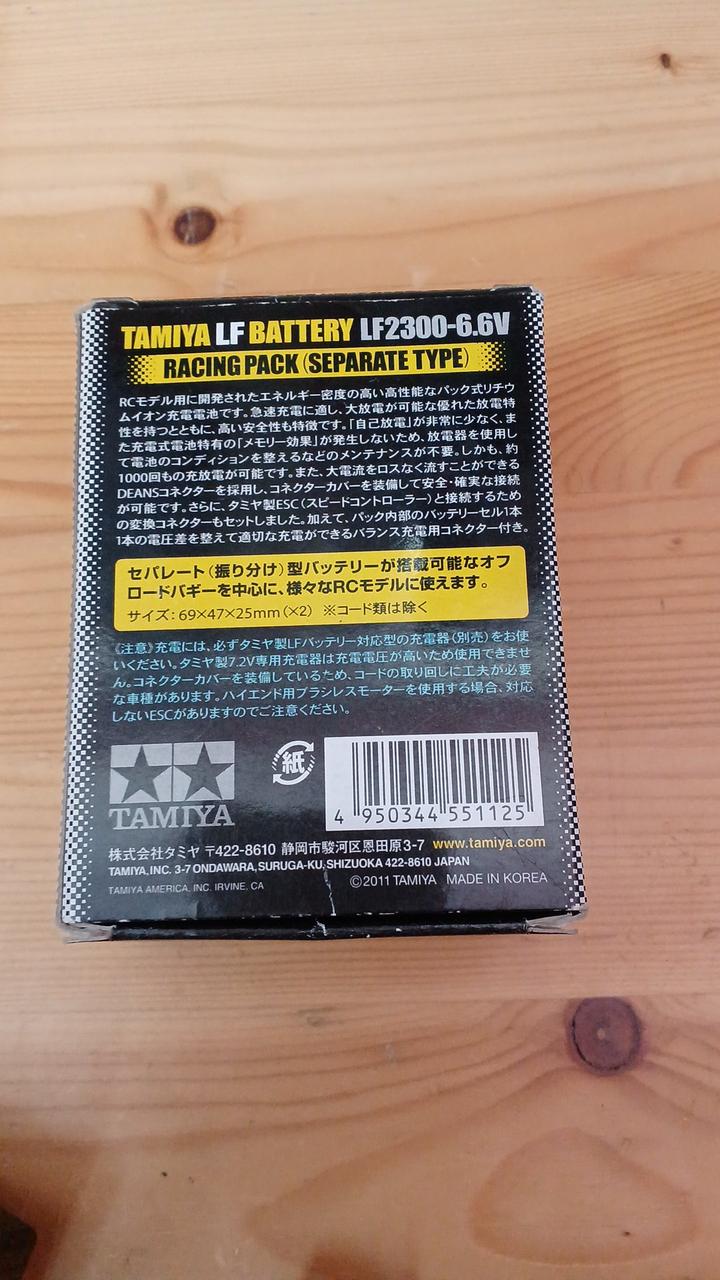 TAMIYA LF BATTERY LF2300-6.6V
RACING PACK (SEPARATE TYPE)
RCモデル用に開発されたエネルギー密度の高い高性能なパック式リチウ
ムイオン充電電池です。急速充電に適し、大放電が可能な優れた放電特
性を持つとともに、高い安全性も特徴です。「自己放電」が非常に少なく、ま
た充電式電池特有の「メモリー効果」が発生しないため、放電器を使用し
て電池のコンディションを整えるなどのメンテナンスが不要。しかも、約
1000回もの充放電が可能です。また、大電流をロスなく流すことができる
DEANSコネクターを採用し、コネクターカバーを装備して安全・確実な接続
が可能です。さらに、タミヤ製ESC(スピードコントローラー)と接続するため
の変換コネクターもセットしました。加えて、パック内部のバッテリーセル1本
1本の電圧差を整えて適切な充電ができるバランス充電用コネクター付き。
セパレート(振り分け)型バッテリーが搭載可能なオフ
ロードバギーを中心に、様々なRCモデルに使えます。
サイズ:69×47×25mm(×2) ※コード類は除く
《注意》充電には、必ずタミヤ製LFバッテリー対応型の充電器(別売)をお使
いください。タミヤ製7.2V専用充電器は充電電圧が高いため使用できませ
ん。コネクターカバーを装備しているため、コードの取り回しに工夫が必要
な車種があります。ハイエンド用ブラシレスモーターを使用する場合、対応
しないESCがありますのでご注意ください。
紙
TAMIYA
4 950344 551125
株式会社タミヤ 〒422-8610 静岡市駿河区恩田原3-7 www.tamiya.com
TAMIYA, INC. 3-7 ONDAWARA, SURUGA-KU, SHIZUOKA 422-8610 JAPAN
TAMIYA AMERICA, INC. IRVINE, CA ©2011 TAMIYA MADE IN KOREA